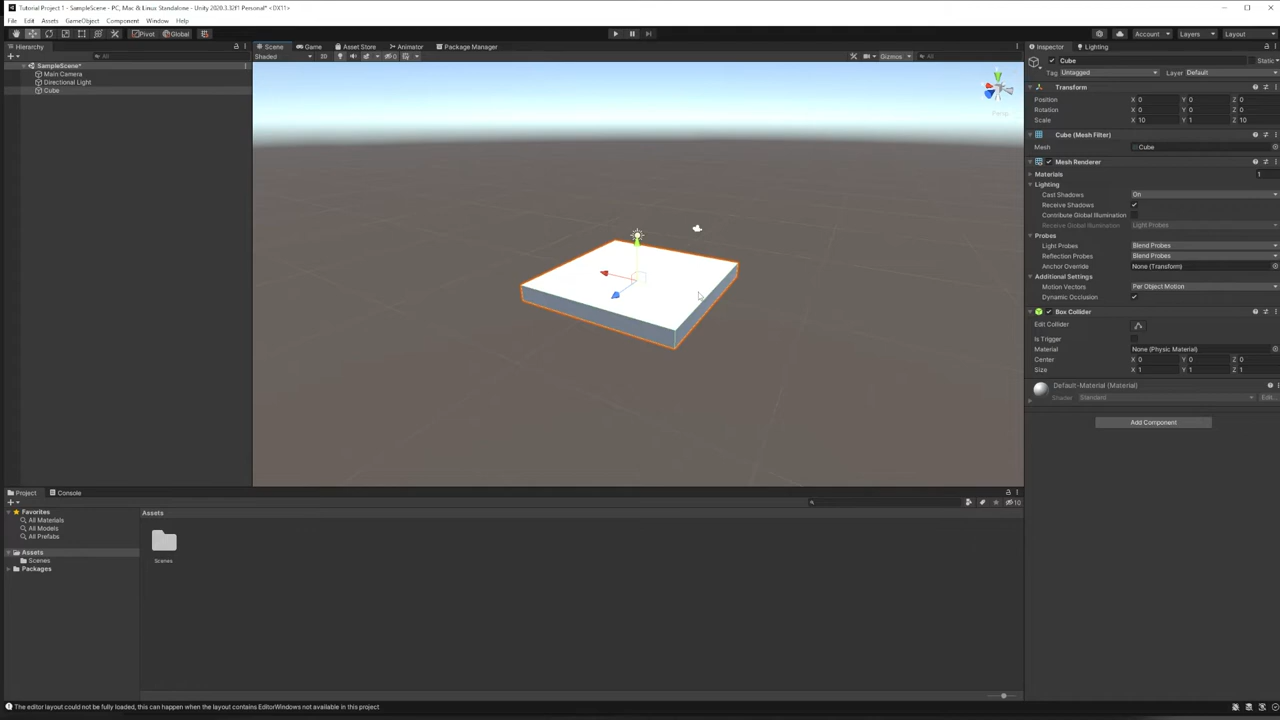 Tutorial Project 1 - SampleScene - PC, Mac & Linux Standalone - Unity 2020.3.32f1 Personal* <DX11>
File Edit Assets GameObject Component Window Help
Pivot Global Account Layers Layout
Hierarchy
All
SampleScene*
Main Camera
Directional Light
Cube
Scene Game Asset Store Animator Package Manager
Shaded 2D 0 Gizmos All
Persp
Inspector Lighting
Cube Static
Tag Untagged Layer Default
Transform
Position X 0 Y 0 Z 0
Rotation X 0 Y 0 Z 0
Scale X 10 Y 1 Z 10
Cube (Mesh Filter)
Mesh Cube
Mesh Renderer
Materials 1
Lighting
Cast Shadows On
Receive Shadows
Contribute Global Illumination
Receive Global Illumination Light Probes
Probes
Light Probes Blend Probes
Reflection Probes Blend Probes
Anchor Override None (Transform)
Additional Settings
Motion Vectors Per Object Motion
Dynamic Occlusion
Box Collider
Edit Collider
Is Trigger
Material None (Physic Material)
Center X 0 Y 0 Z 0
Size X 1 Y 1 Z 1
Default-Material (Material)
Shader Standard Edit...
Add Component
Project Console
10
Favorites
All Materials
All Models
All Prefabs
Assets
Scenes
Packages
Assets
Scenes
The editor layout could not be fully loaded, this can happen when the layout contains EditorWindows not available in this project